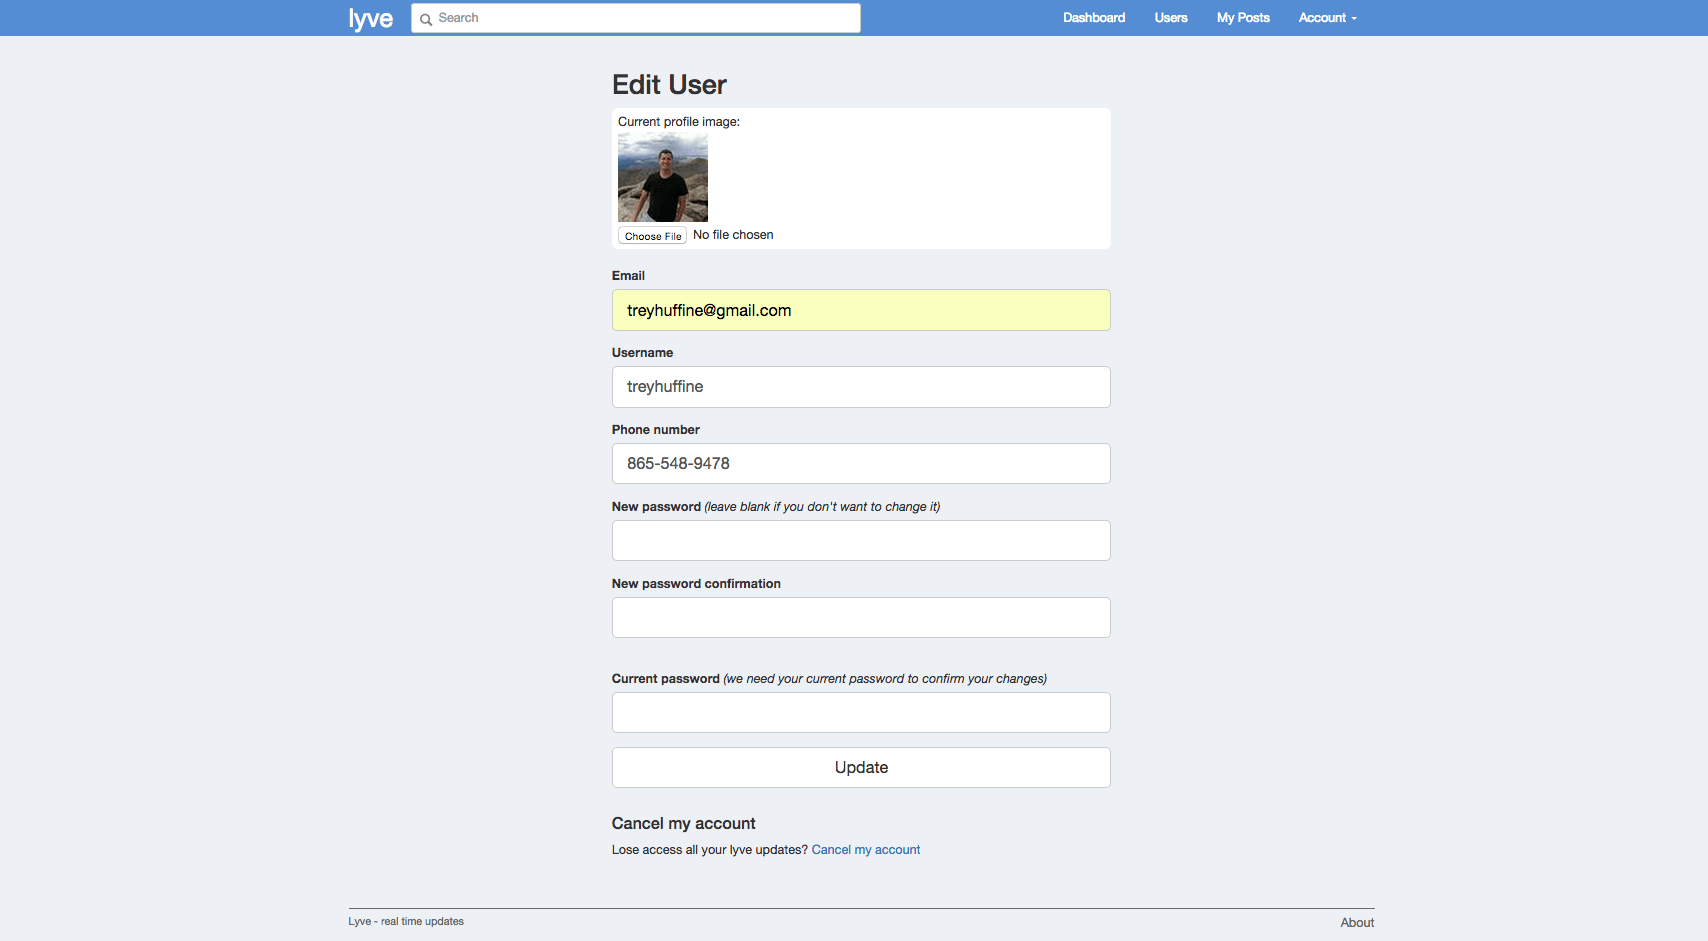 lyve
Search
Dashboard
Users
My Posts
Account
Edit User
Current profile image:
Choose File No file chosen
Email
treyhuffine@gmail.com
Username
treyhuffine
Phone number
865-548-9478
New password (leave blank if you don't want to change it)
New password confirmation
Current password (we need your current password to confirm your changes)
Update
Cancel my account
Lose access all your lyve updates? Cancel my account
Lyve - real time updates
About